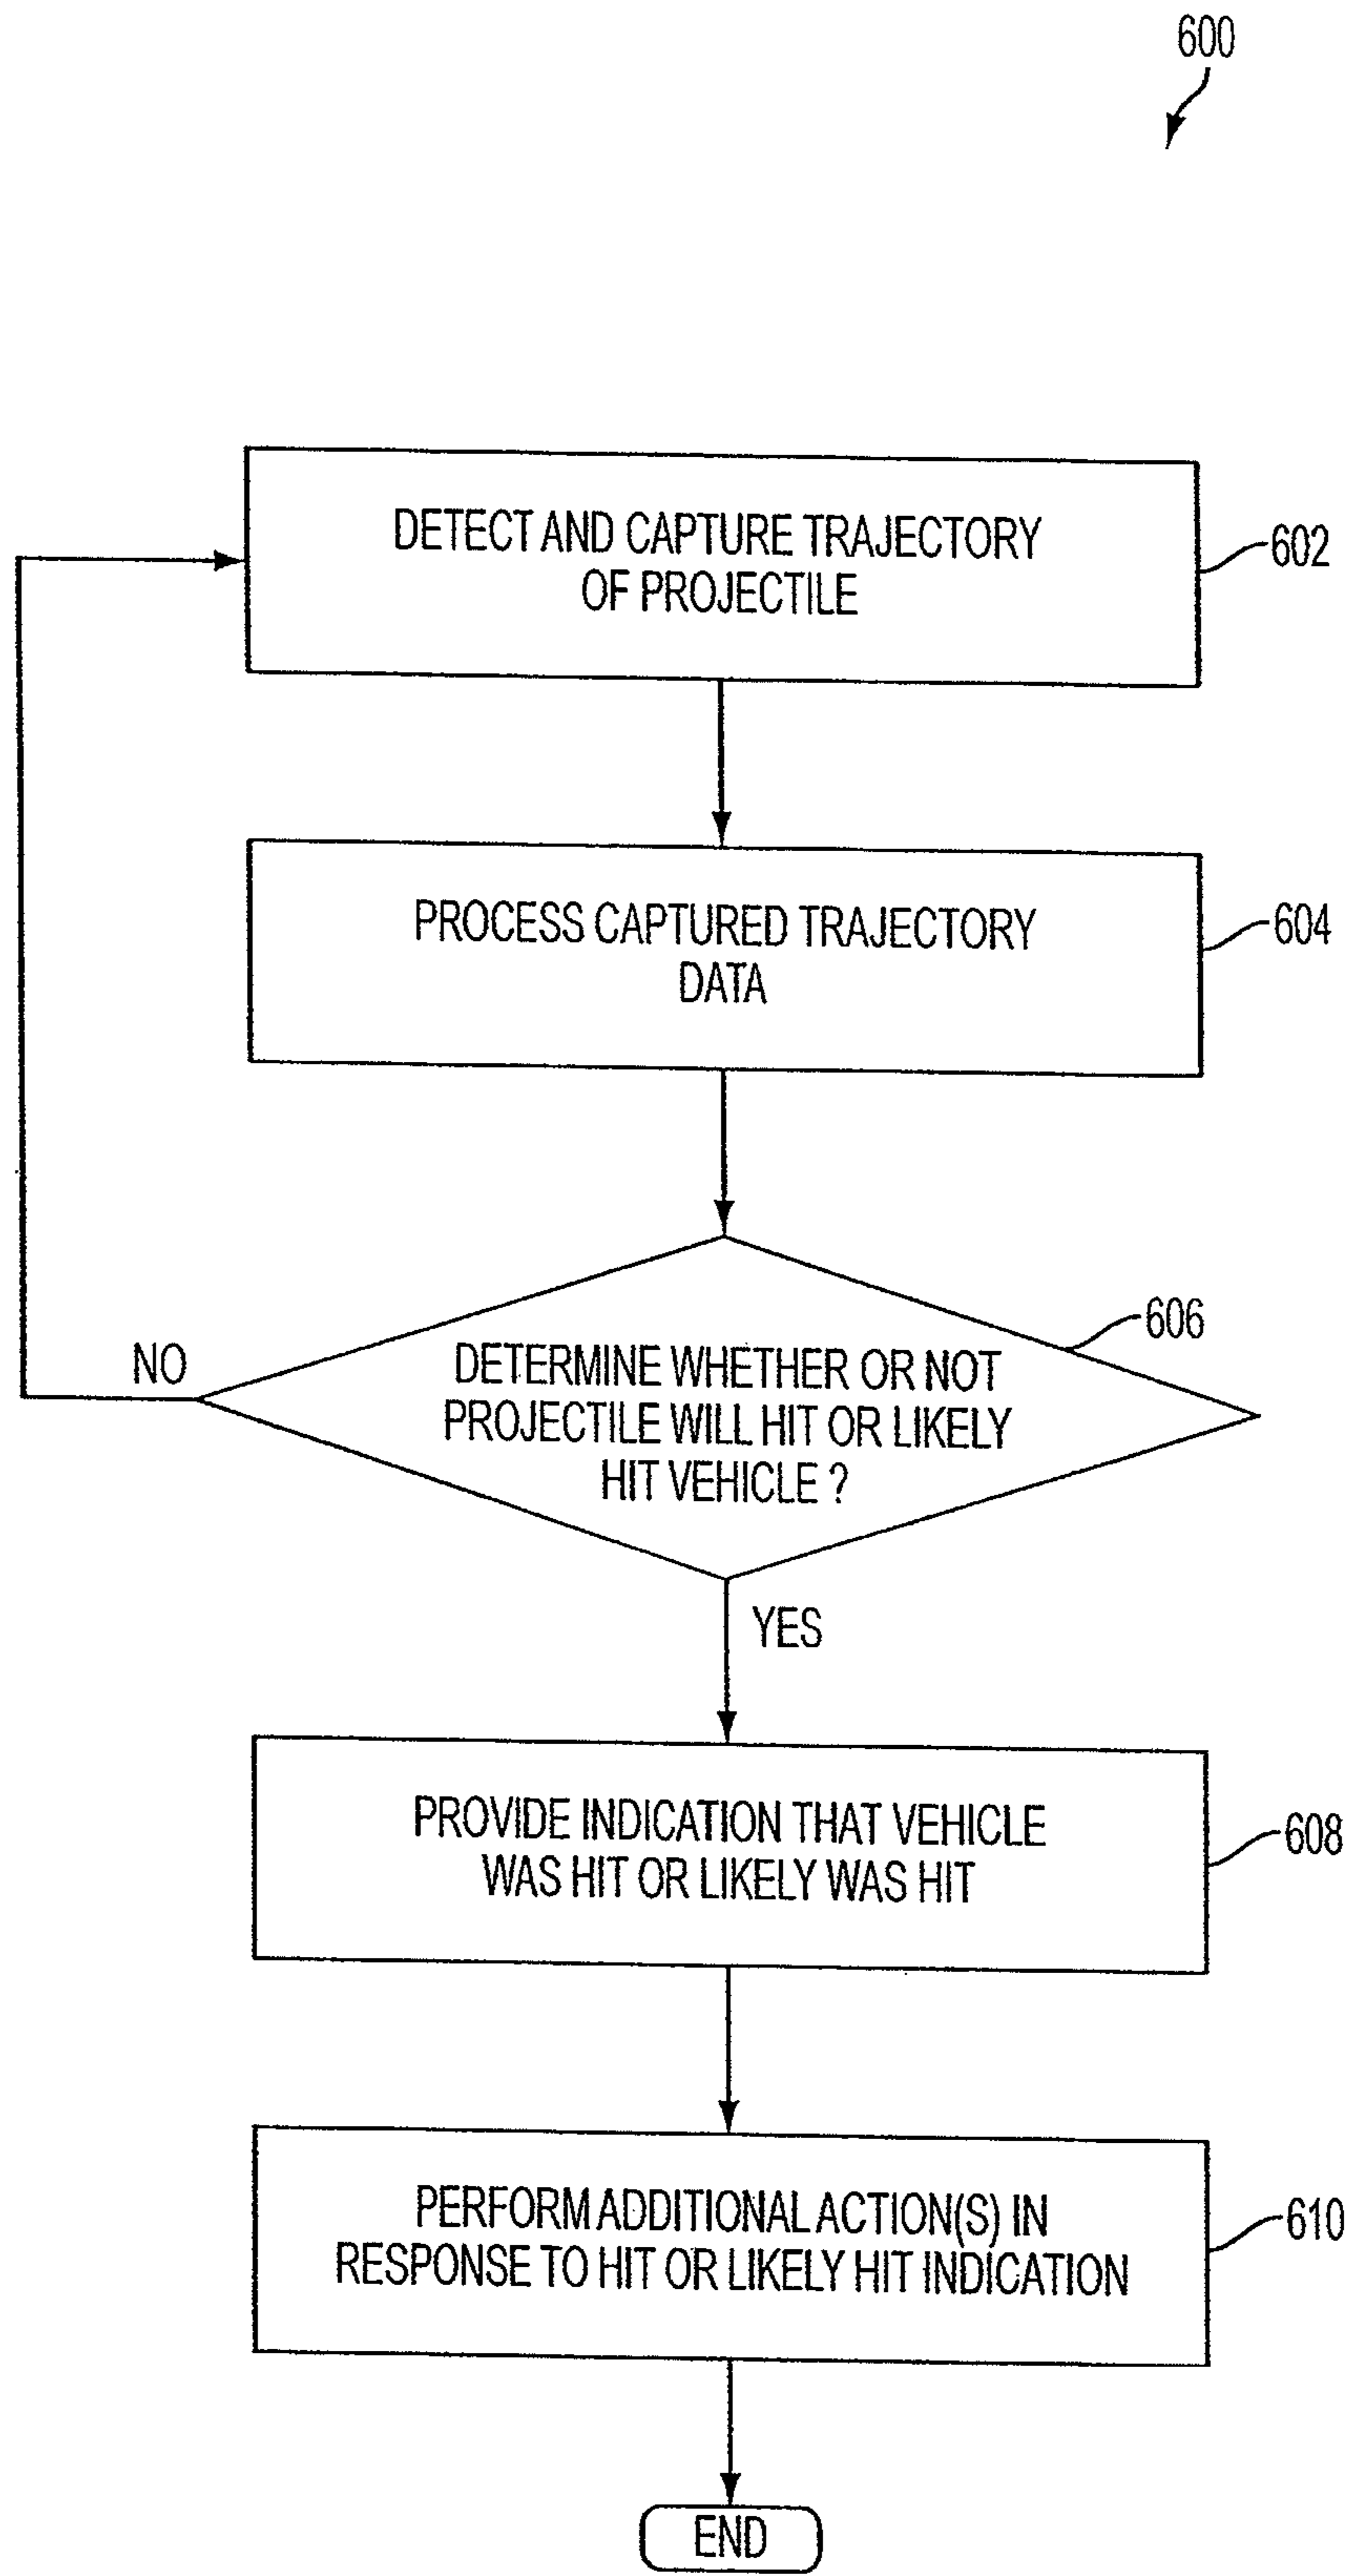 600
DETECT AND CAPTURE TRAJECTORY
OF PROJECTILE
602
PROCESS CAPTURED TRAJECTORY
DATA
604
606
NO
DETERMINE WHETHER OR NOT
PROJECTILE WILL HIT OR LIKELY
HIT VEHICLE ?
YES
PROVIDE INDICATION THAT VEHICLE
WAS HIT OR LIKELY WAS HIT
608
PERFORM ADDITIONAL ACTION(S) IN
RESPONSE TO HIT OR LIKELY HIT INDICATION
610
END